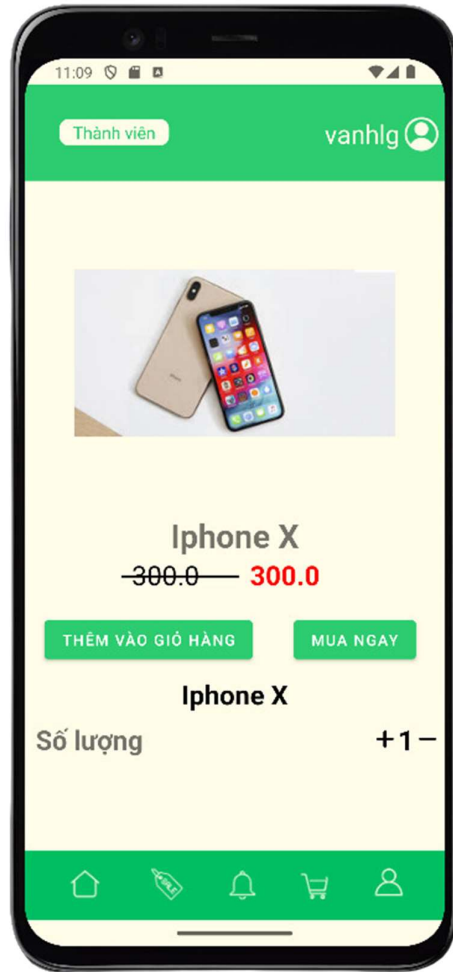 11:09
Thành viên vanhlg
Iphone X
300.0 300.0
THÊM VÀO GIỎ HÀNG MUA NGAY
Iphone X
Số lượng +1−
SALE